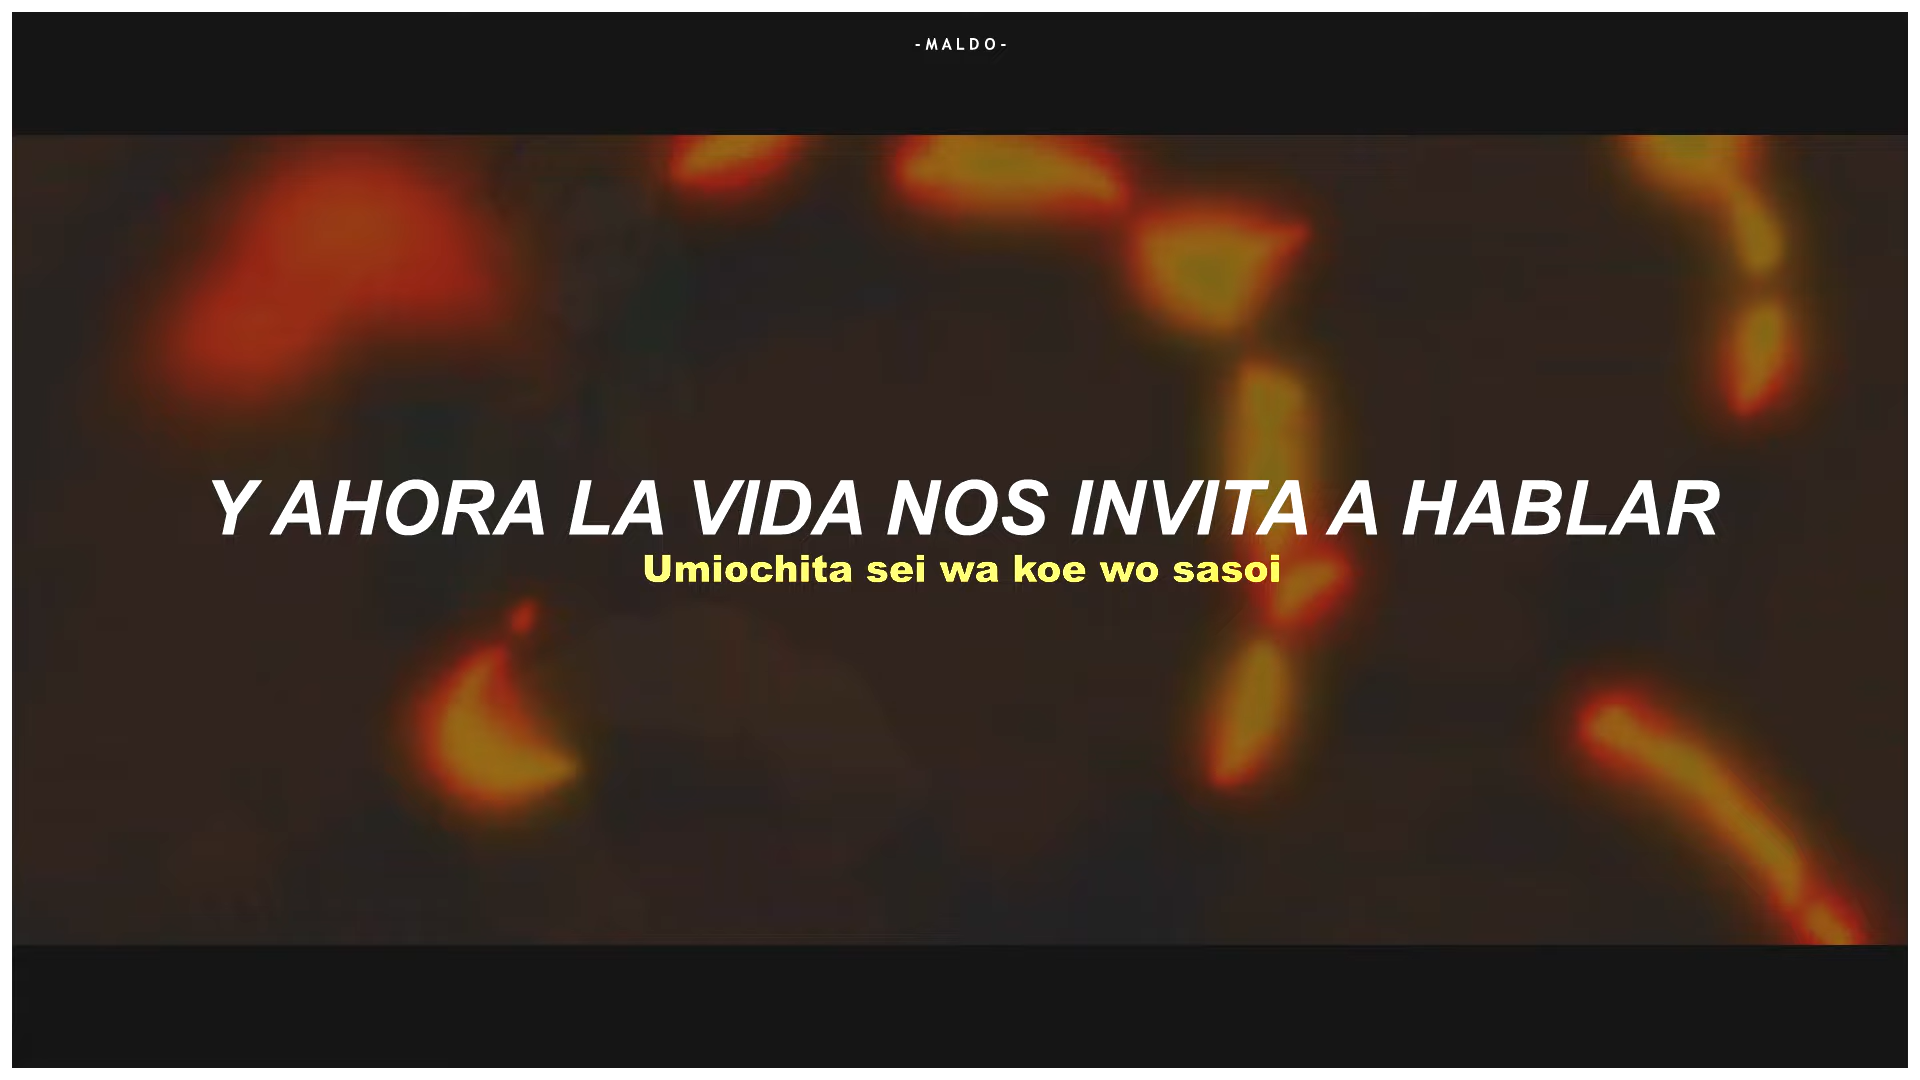 -MALDO-
Y AHORA LA VIDA NOS INVITA A HABLAR
Umiochita sei wa koe wo sasoi